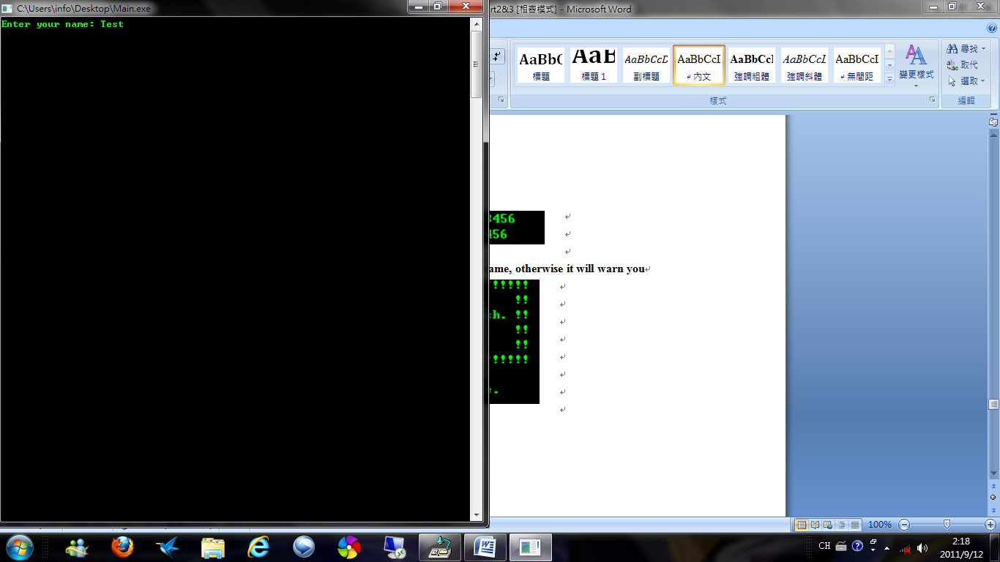 C:\Users\info\Desktop\Main.exe
Enter your name: Test
rt2&3 [相容模式] - Microsoft Word
AaBbC AaB AaBbCcD AaBbCcI AaBbCcI AaBbCcI AaBbCcI
標題 標題 1 副標題 ↵ 內文 強調粗體 強調斜體 ↵ 無間距
變更樣式
尋找
取代
選取
樣式
編輯
3456
456
ame, otherwise it will warn you
!!!!!!
!!
ch. !!
!!
!!
!!!!!!
.
100%
CH
2:18
2011/9/12